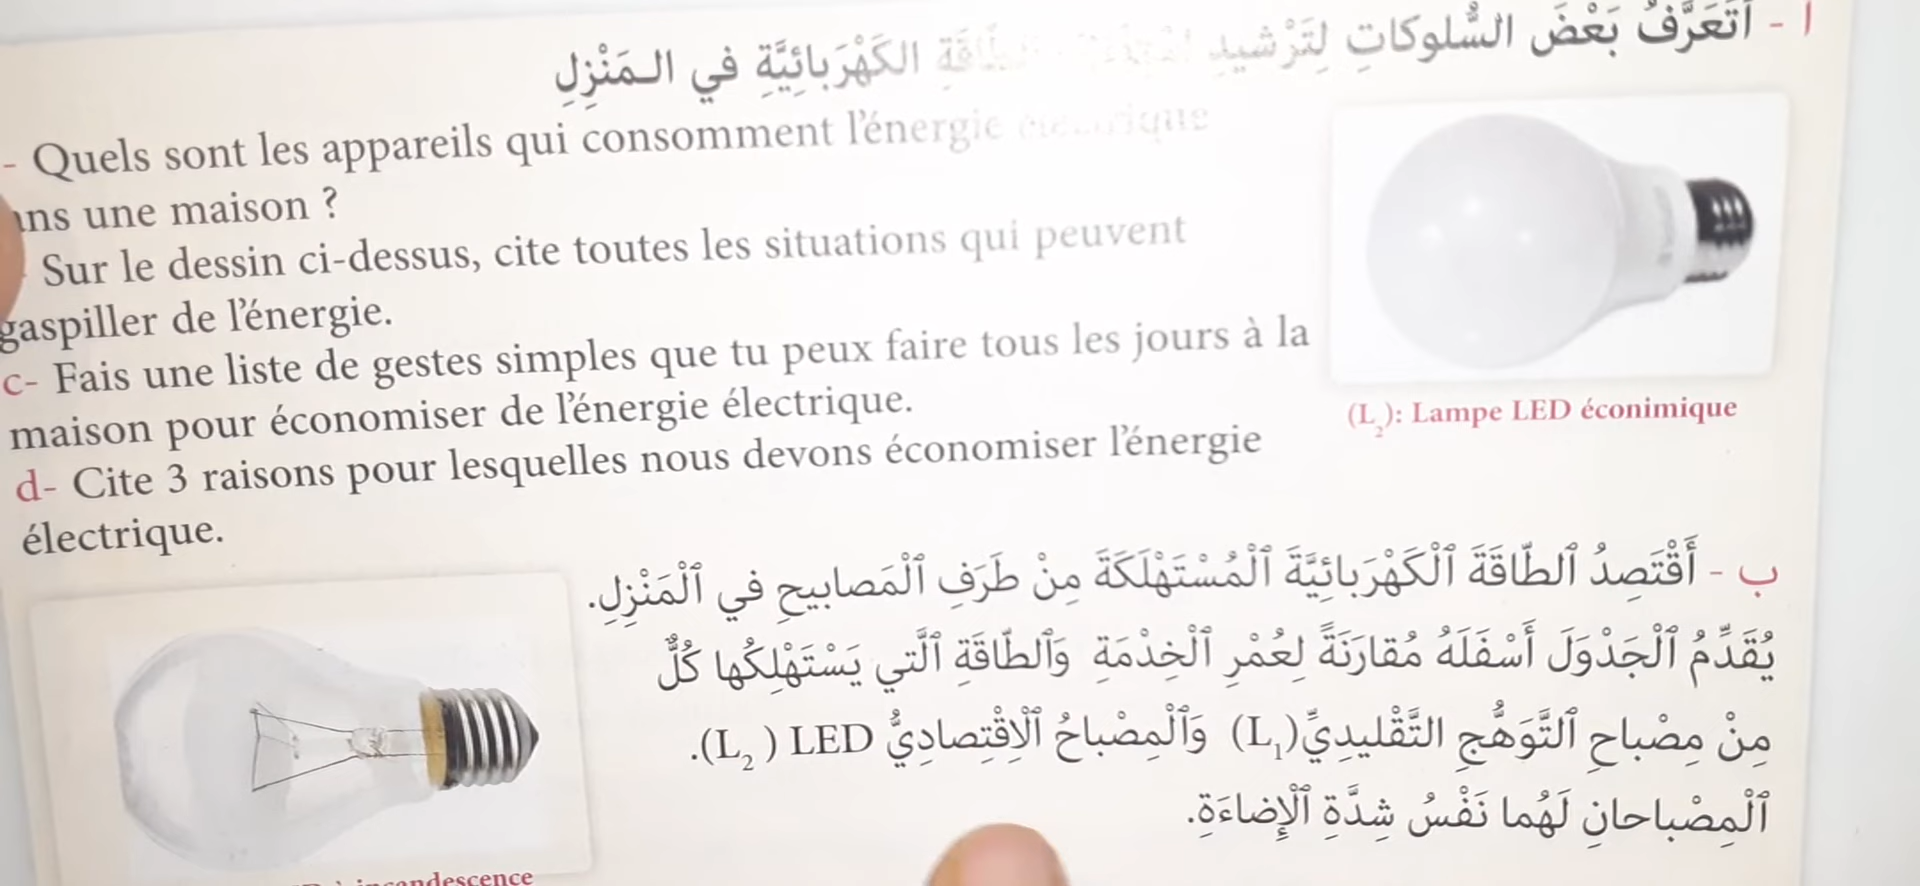 أ - أَتَعَرَّفُ بَعْضَ السُّلوكاتِ لِتَرْشيدِ الكَهْرَبائِيَّةِ في الـمَنْزِلِ
- Quels sont les appareils qui consomment l'énergie
une maison ?
Sur le dessin ci-dessus, cite toutes les situations qui peuvent
gaspiller de l'énergie.
c- Fais une liste de gestes simples que tu peux faire tous les jours à la
maison pour économiser de l'énergie électrique.
(L₂): Lampe LED éconimique
d- Cite 3 raisons pour lesquelles nous devons économiser l'énergie
électrique.
ب - أَقْتَصِدُ ٱلطّاقَةَ ٱلْكَهْرَبائِيَّةَ ٱلْمُسْتَهْلَكَةَ مِنْ طَرَفِ ٱلْمَصابيحِ في ٱلْمَنْزِلِ.
يُقَدِّمُ ٱلْجَدْوَلَ أَسْفَلَهُ مُقارَنَةً لِعُمْرِ ٱلْخِدْمَةِ وَٱلطّاقَةِ ٱلَّتي يَسْتَهْلِكُها كُلٌّ
مِنْ مِصْباحِ ٱلتَّوَهُّجِ التَّقْليدِيِّ(L₁) وَٱلْمِصْباحُ ٱلْاِقْتِصادِيُّ LED ( L₂).
ٱلْمِصْباحانِ لَهُما نَفْسُ شِدَّةِ ٱلْإِضاءَةِ.
incandescence